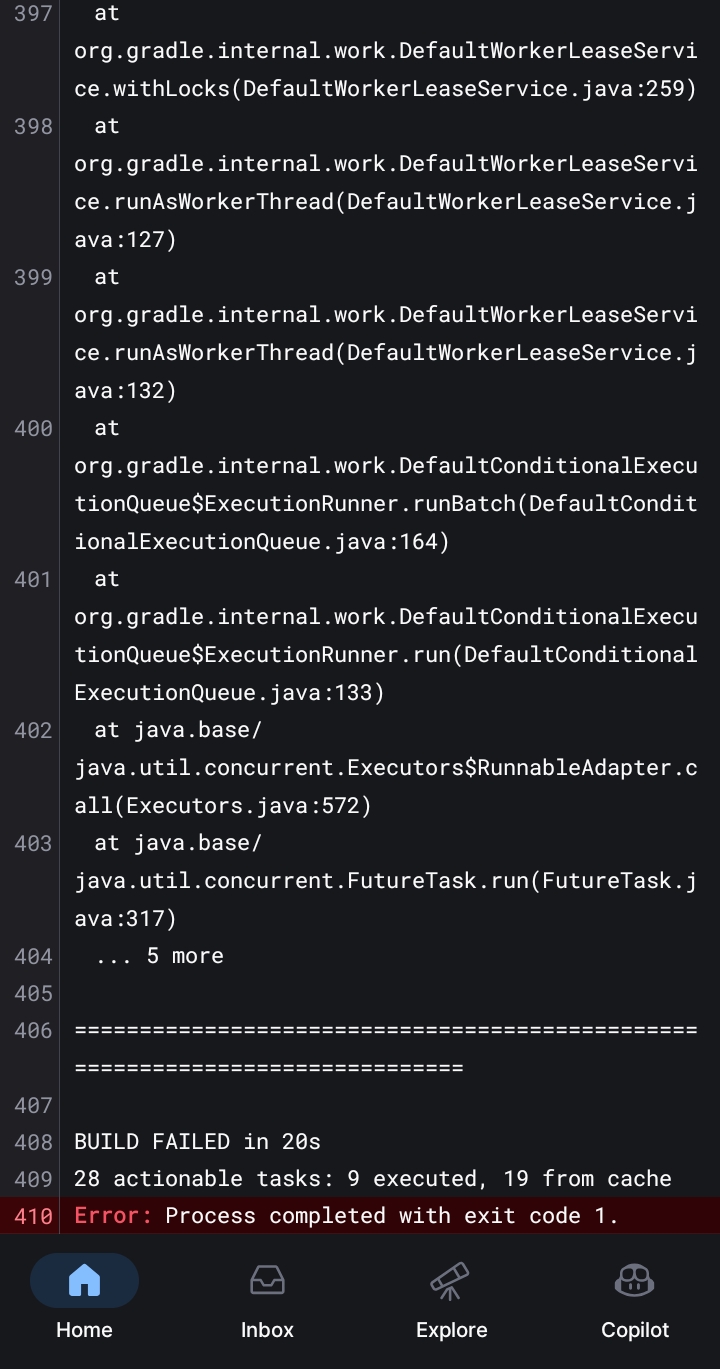 397 at
org.gradle.internal.work.DefaultWorkerLeaseServi
ce.withLocks(DefaultWorkerLeaseService.java:259)
398 at
org.gradle.internal.work.DefaultWorkerLeaseServi
ce.runAsWorkerThread(DefaultWorkerLeaseService.j
ava:127)
399 at
org.gradle.internal.work.DefaultWorkerLeaseServi
ce.runAsWorkerThread(DefaultWorkerLeaseService.j
ava:132)
400 at
org.gradle.internal.work.DefaultConditionalExecu
tionQueue$ExecutionRunner.runBatch(DefaultCondit
ionalExecutionQueue.java:164)
401 at
org.gradle.internal.work.DefaultConditionalExecu
tionQueue$ExecutionRunner.run(DefaultConditional
ExecutionQueue.java:133)
402 at java.base/
java.util.concurrent.Executors$RunnableAdapter.c
all(Executors.java:572)
403 at java.base/
java.util.concurrent.FutureTask.run(FutureTask.j
ava:317)
404 ... 5 more
405
406 ================================================
==============================
407
408 BUILD FAILED in 20s
409 28 actionable tasks: 9 executed, 19 from cache
410 Error: Process completed with exit code 1.
Home Inbox Explore Copilot